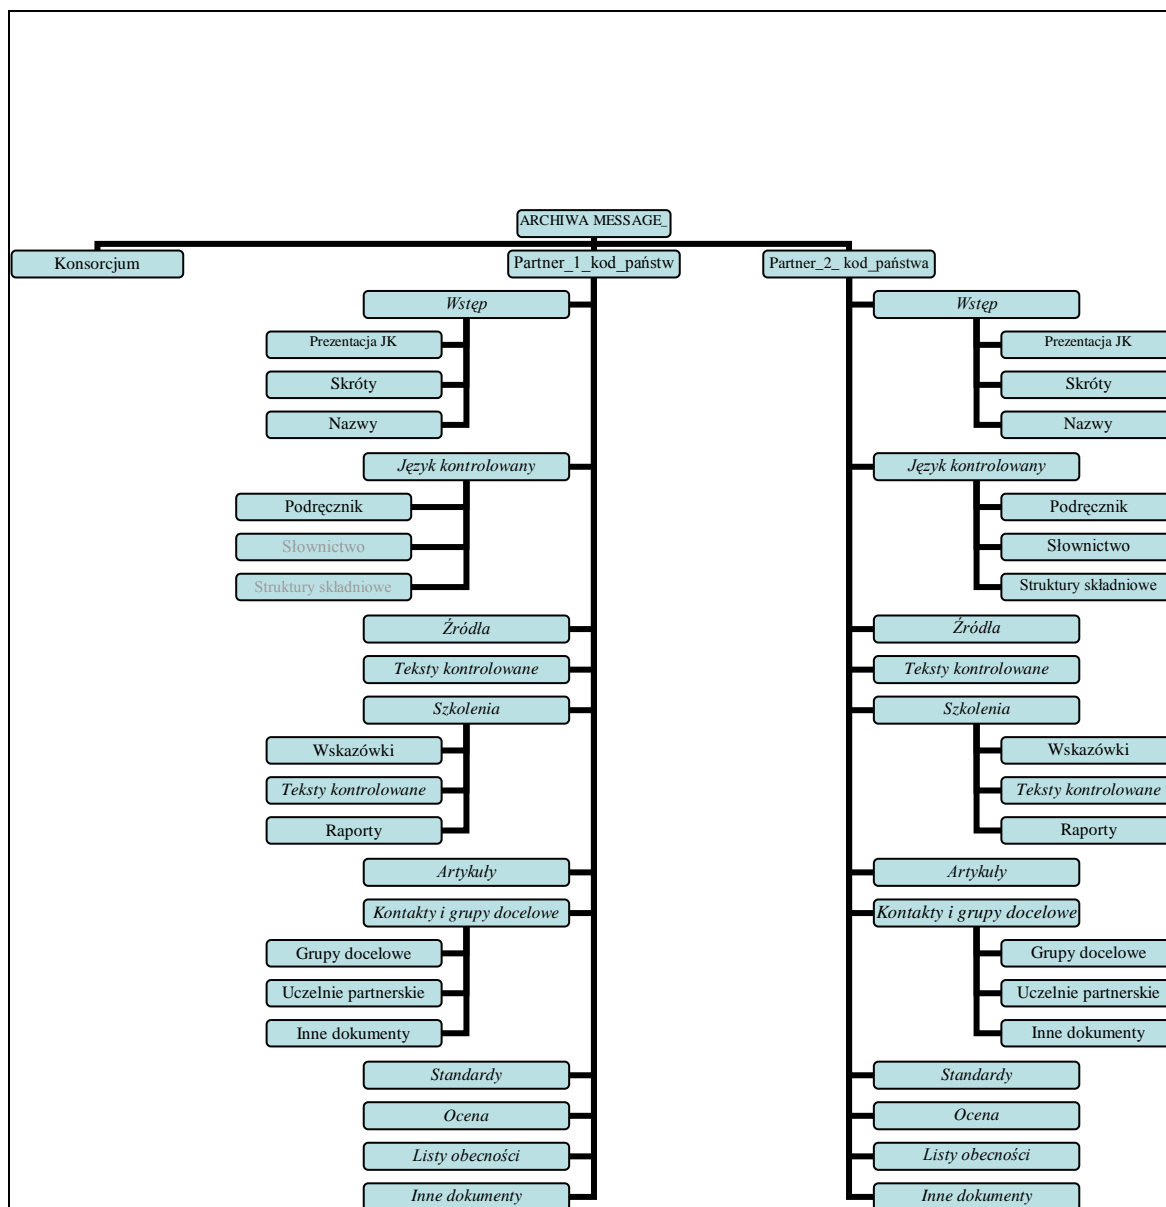 ARCHIWA MESSAGE_
Konsorcjum
Partner_1_kod_państw
Partner_2_ kod_państwa
Wstęp
Prezentacja JK
Skróty
Nazwy
Język kontrolowany
Podręcznik
Słownictwo
Struktury składniowe
Źródła
Teksty kontrolowane
Szkolenia
Wskazówki
Teksty kontrolowane
Raporty
Artykuły
Kontakty i grupy docelowe
Grupy docelowe
Uczelnie partnerskie
Inne dokumenty
Standardy
Ocena
Listy obecności
Inne dokumenty
Wstęp
Prezentacja JK
Skróty
Nazwy
Język kontrolowany
Podręcznik
Słownictwo
Struktury składniowe
Źródła
Teksty kontrolowane
Szkolenia
Wskazówki
Teksty kontrolowane
Raporty
Artykuły
Kontakty i grupy docelowe
Grupy docelowe
Uczelnie partnerskie
Inne dokumenty
Standardy
Ocena
Listy obecności
Inne dokumenty